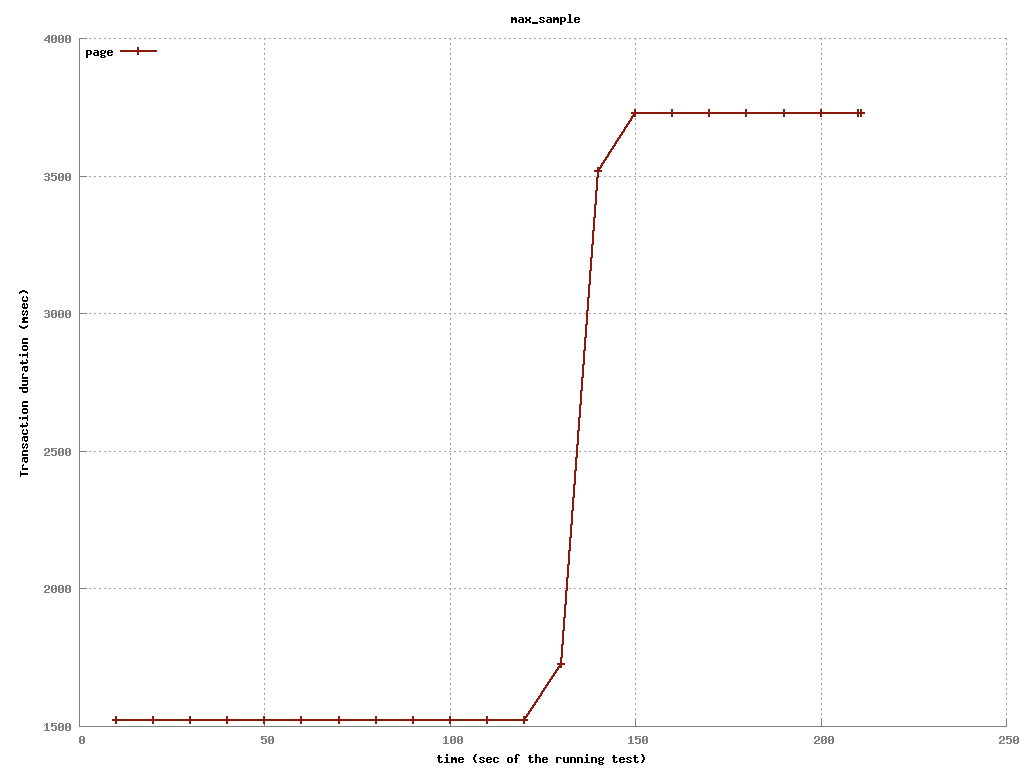 max_sample
4000
page
3500
3000
Transaction duration (msec)
2500
2000
1500
0 50 100 150 200 250
time (sec of the running test)